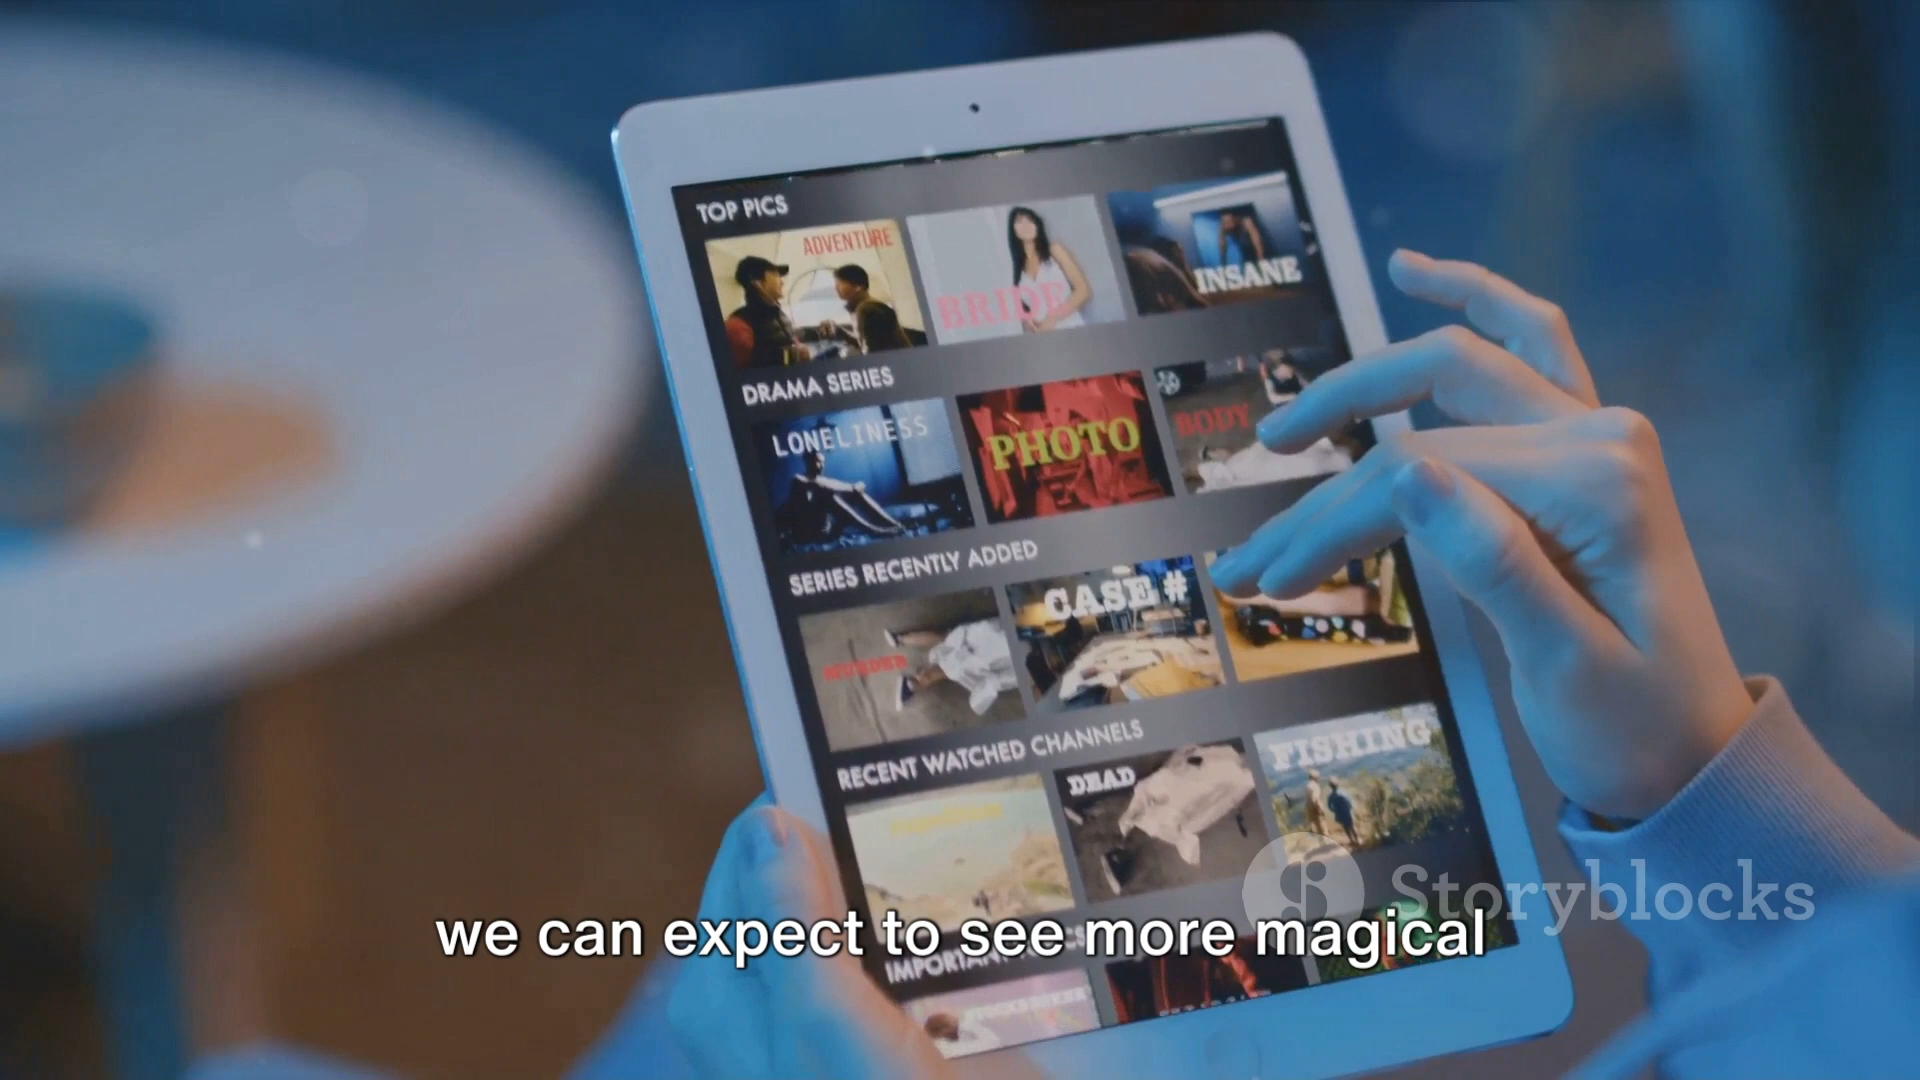 TOP PICS
ADVENTURE
BRIDE
INSANE
DRAMA SERIES
LONELINESS
PHOTO
BODY
SERIES RECENTLY ADDED
MURDER
CASE #
RECENT WATCHED CHANNELS
DEAD
FISHING
Storyblocks
we can expect to see more magical